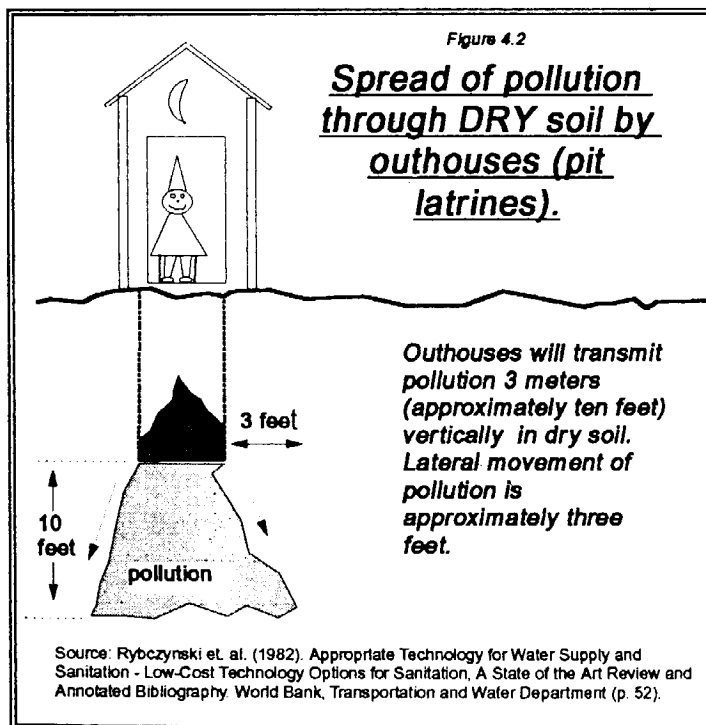 Figure 4.2
Spread of pollution
through DRY soil by
outhouses (pit
latrines).
Outhouses will transmit
pollution 3 meters
(approximately ten feet)
vertically in dry soil.
Lateral movement of
pollution is
approximately three
feet.
3 feet
10
feet
pollution
Source: Rybczynski et. al. (1982). Appropriate Technology for Water Supply and
Sanitation - Low-Cost Technology Options for Sanitation, A State of the Art Review and
Annotated Bibliography. World Bank, Transportation and Water Department (p. 52).